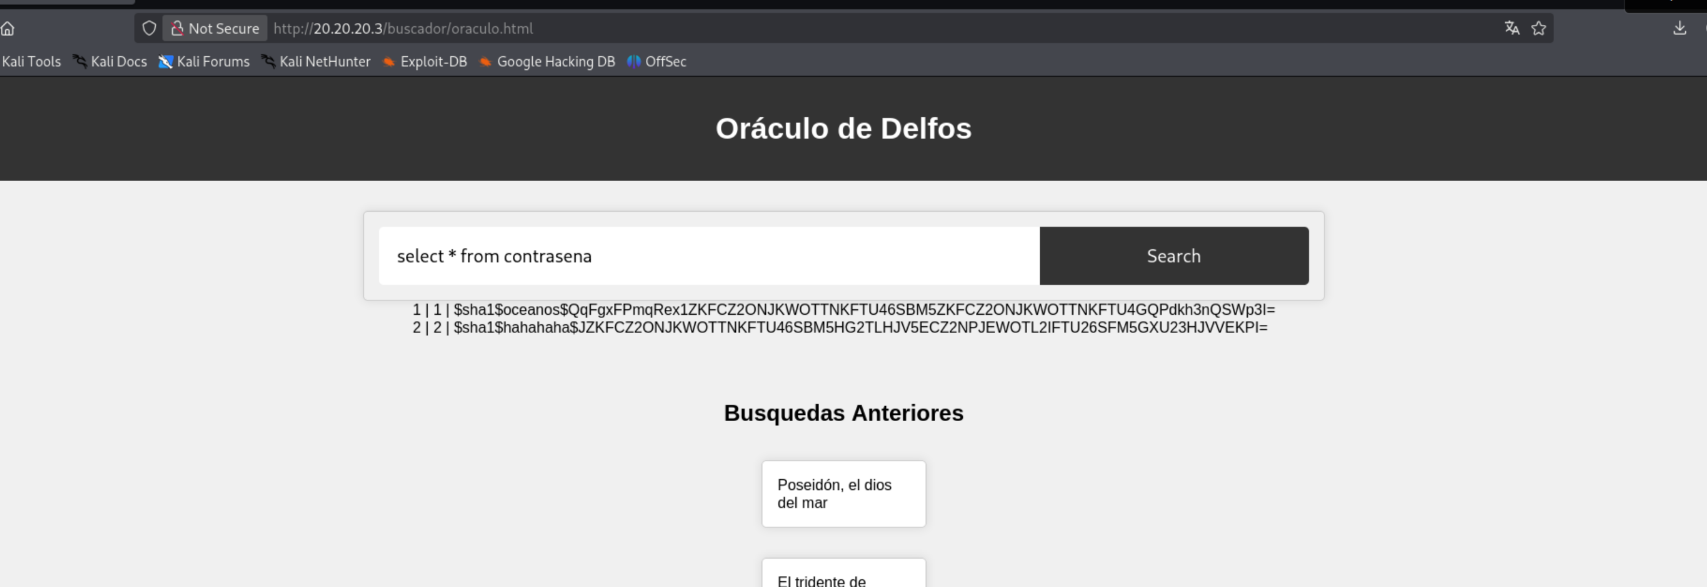 Not Secure http://20.20.20.3/buscador/oraculo.html
Kali Tools Kali Docs Kali Forums Kali NetHunter Exploit-DB Google Hacking DB OffSec
Oráculo de Delfos
select * from contrasena Search
1 | 1 | $sha1$oceanos$QqFgxFPmqRex1ZKFCZ2ONJKWOTTNKFTU46SBM5ZKFCZ2ONJKWOTTNKFTU4GQPdkh3nQSWp3I=
2 | 2 | $sha1$hahahaha$JZKFCZ2ONJKWOTTNKFTU46SBM5HG2TLHJV5ECZ2NPJEWOTL2IFTU26SFM5GXU23HJVVEKPI=
Busquedas Anteriores
Poseidón, el dios
del mar
El tridente de